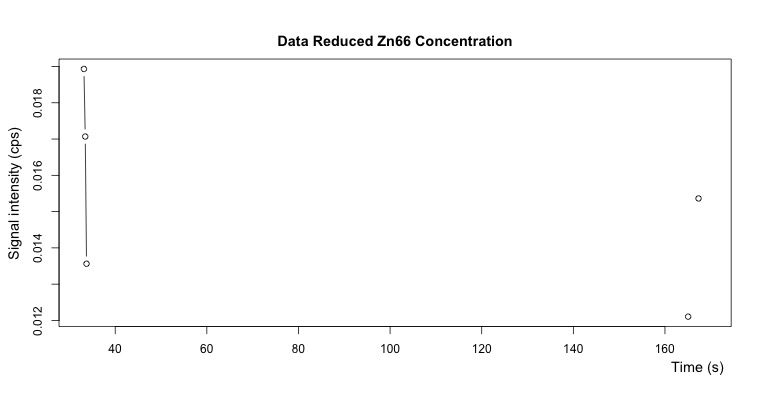 Data Reduced Zn66 Concentration
Signal intensity (cps)
0.018
0.016
0.014
0.012
40 60 80 100 120 140 160
Time (s)